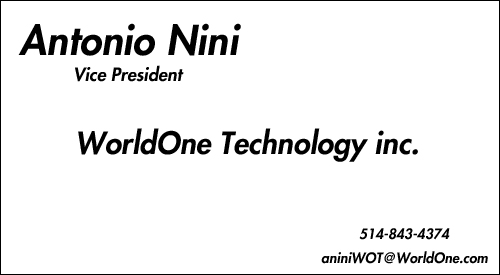 Antonio Nini
Vice President
WorldOne Technology inc.
514-843-4374
aniniWOT@WorldOne.com